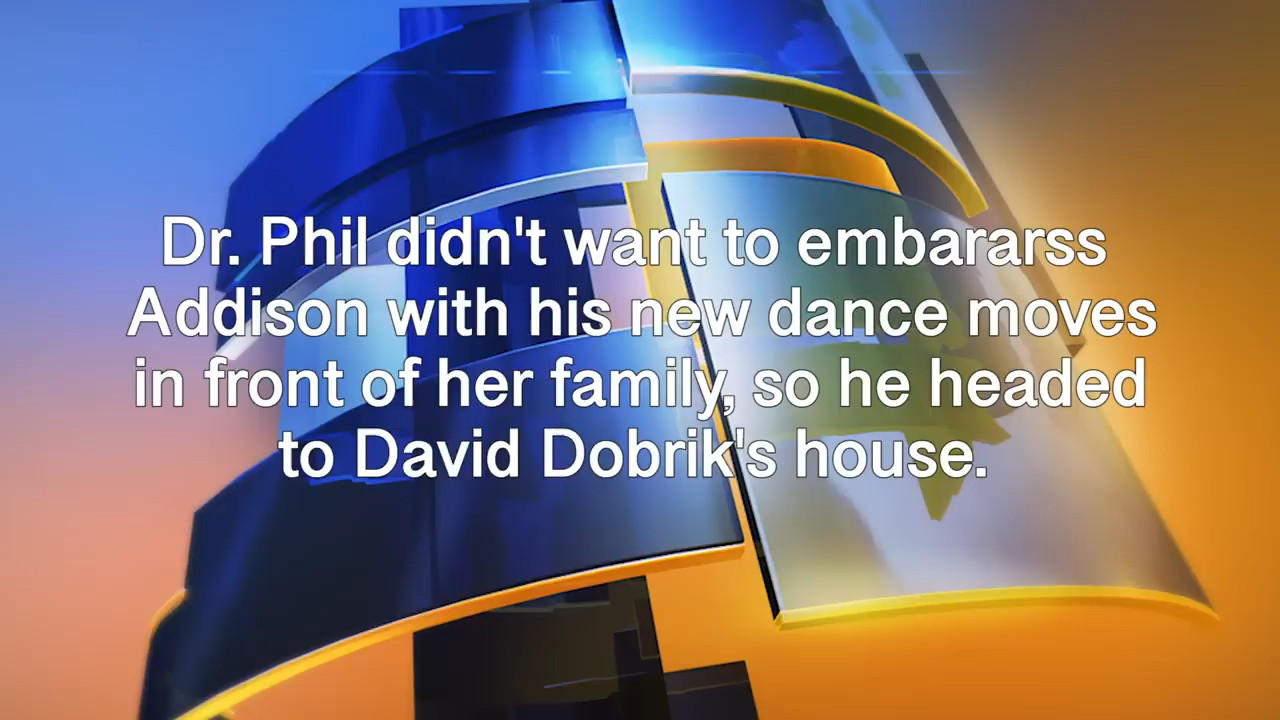 Dr. Phil didn't want to embararss
Addison with his new dance moves
in front of her family, so he headed
to David Dobrik's house.